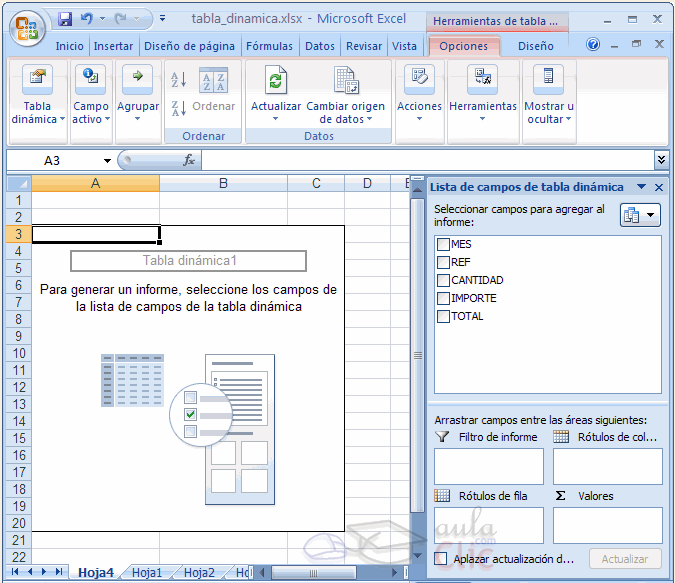 tabla_dinamica.xlsx - Microsoft Excel
Herramientas de tabla ...
Inicio Insertar Diseño de página Fórmulas Datos Revisar Vista Opciones Diseño
Tabla dinámica
Campo activo
Agrupar
Ordenar
Ordenar
Actualizar
Cambiar origen de datos
Datos
Acciones
Herramientas
Mostrar u ocultar
A3
fx
A B C D E
1
2
3
4
5
6
7
8
9
10
11
12
13
14
15
16
17
18
19
20
21
22
Tabla dinámica1
Para generar un informe, seleccione los campos de
la lista de campos de la tabla dinámica
Lista de campos de tabla dinámica
Seleccionar campos para agregar al
informe:
MES
REF
CANTIDAD
IMPORTE
TOTAL
Arrastrar campos entre las áreas siguientes:
Filtro de informe
Rótulos de col...
Rótulos de fila
Σ Valores
Aplazar actualización d...
Actualizar
aula
Clic
.com
Hoja4 Hoja1 Hoja2 Ho